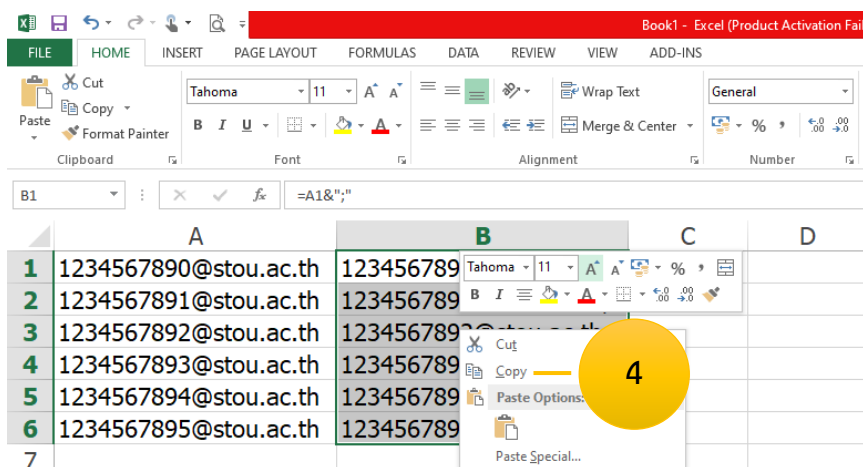 Book1 - Excel (Product Activation Fai
FILE HOME INSERT PAGE LAYOUT FORMULAS DATA REVIEW VIEW ADD-INS
Cut
Copy
Format Painter
Paste
Tahoma 11
Wrap Text
Merge & Center
General
Clipboard Font Alignment Number
B1 =A1&";"
A B C D
1 1234567890@stou.ac.th 123456789
2 1234567891@stou.ac.th 123456789
3 1234567892@stou.ac.th 1234567892@stou.ac.th
4 1234567893@stou.ac.th 123456789
5 1234567894@stou.ac.th 123456789
6 1234567895@stou.ac.th 123456789
7
Tahoma 11
Cut
Copy
4
Paste Options:
Paste Special...